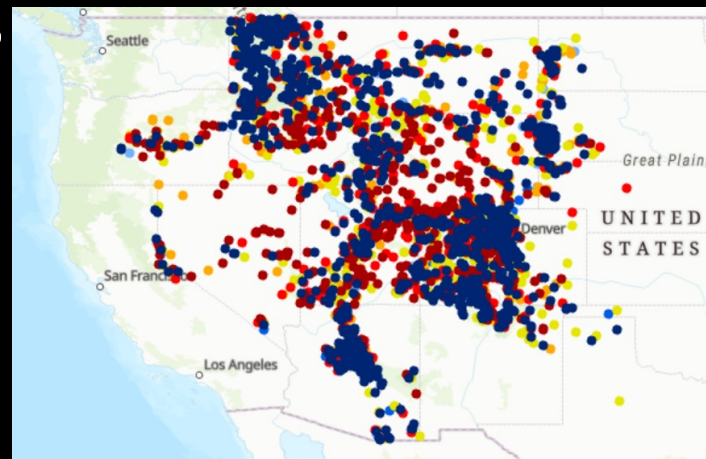 Seattle
Great Plain
Denver
UNITED
STATES
San Franc
Los Angeles